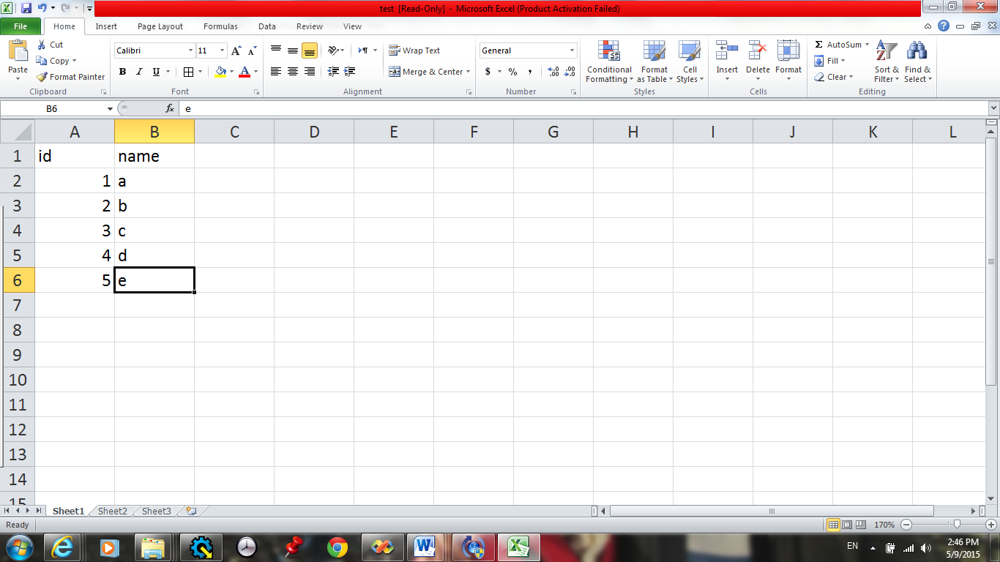 test [Read-Only] - Microsoft Excel (Product Activation Failed)
File Home Insert Page Layout Formulas Data Review View
Paste
Cut
Copy
Format Painter
Clipboard
Calibri 11
B I U
A
Font
Wrap Text
Merge & Center
Alignment
General
$ % ,
Number
Conditional Formatting
Format as Table
Cell Styles
Styles
Insert Delete Format
Cells
Σ AutoSum
Fill
Clear
Sort & Filter
Find & Select
Editing
B6 fx e
A B C D E F G H I J K L
1 id name
2 1 a
3 2 b
4 3 c
5 4 d
6 5 e
7
8
9
10
11
12
13
14
15
Sheet1 Sheet2 Sheet3
Ready 170%
EN 2:46 PM
5/9/2015